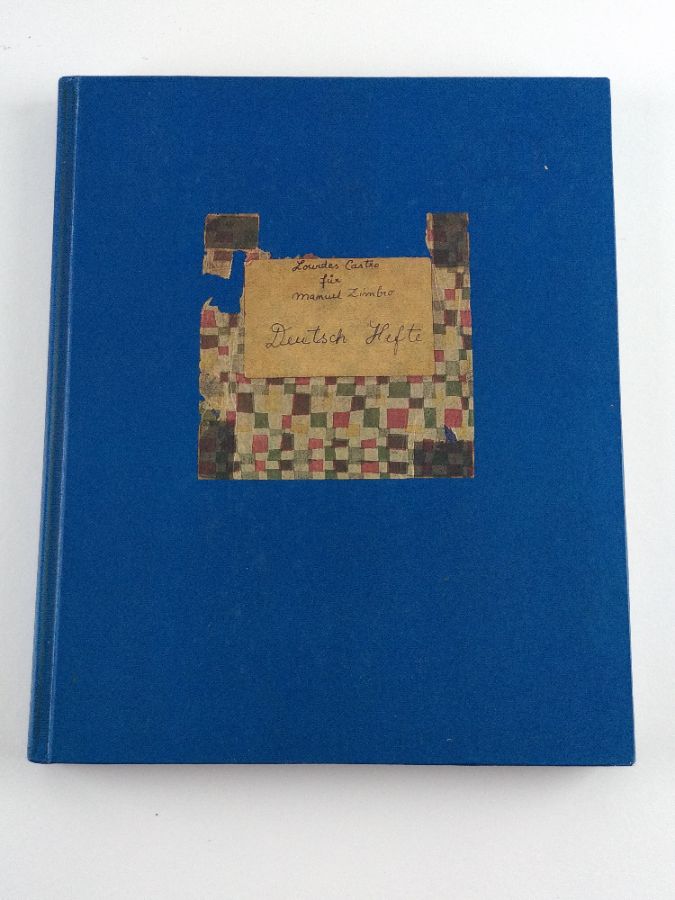 Lourdes Castro
für
Manuel Zimbro
Deutsch Hefte